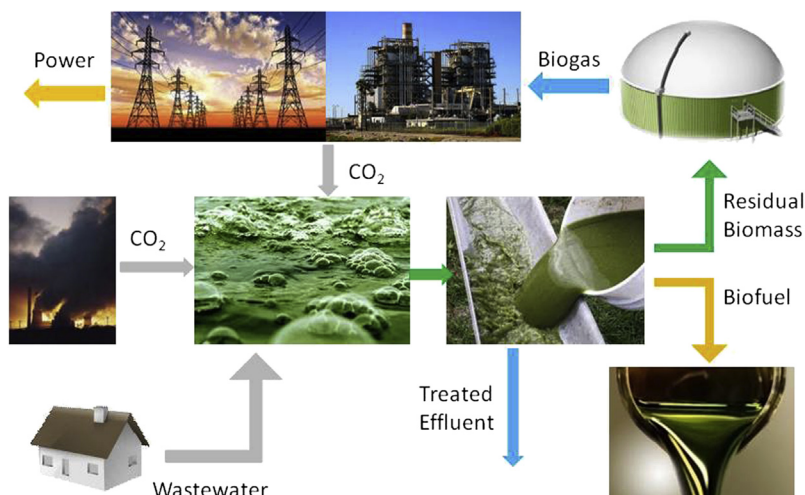 Power
Biogas
CO₂
CO₂
Residual
Biomass
Biofuel
Treated
Effluent
Wastewater